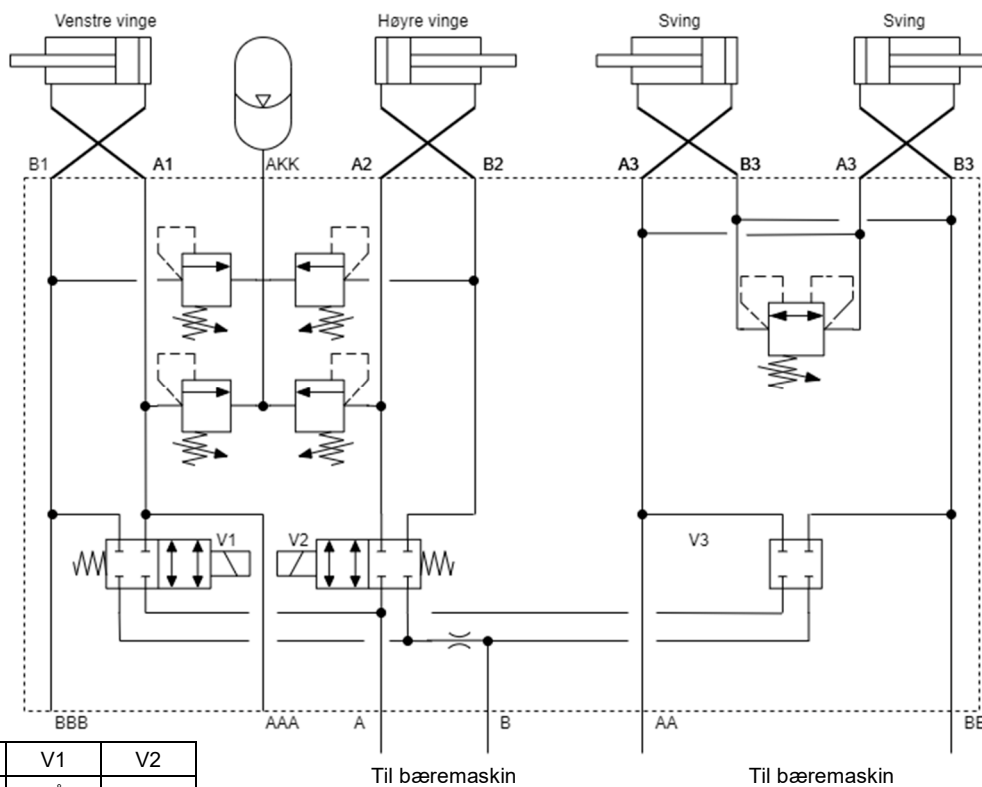 Venstre vinge
Høyre vinge
Sving
Sving
B1
A1
AKK
A2
B2
A3
B3
A3
B3
V1
V2
V3
BBB
AAA
A
B
AA
V1
V2
Til bæremaskin
Til bæremaskin